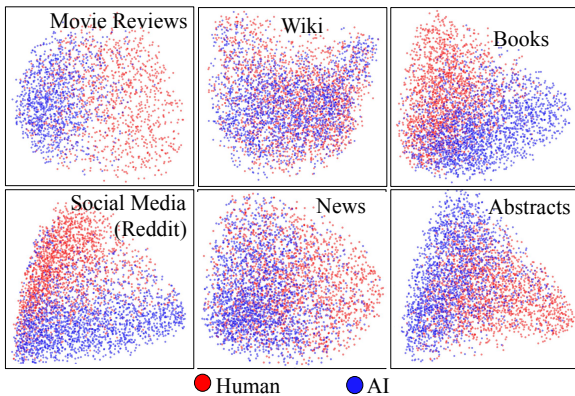 Movie Reviews
Wiki
Books
Social Media
(Reddit)
News
Abstracts
Human
AI